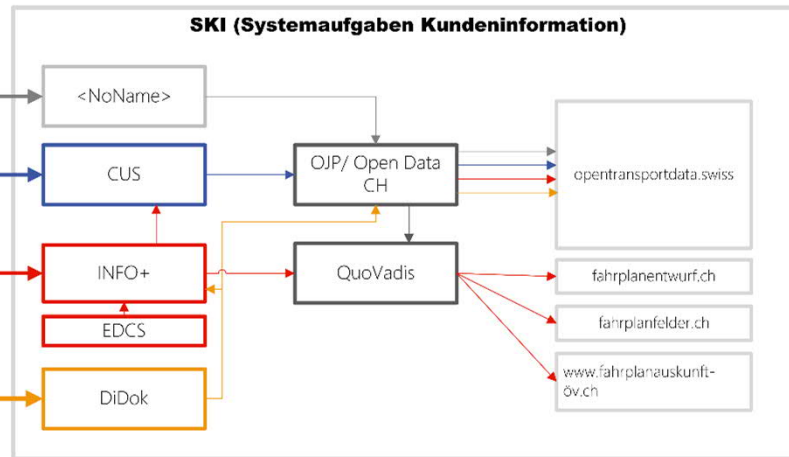 SKI (Systemaufgaben Kundeninformation)
<NoName>
CUS
OJP/ Open Data
CH
opentransportdata.swiss
INFO+
QuoVadis
fahrplanentwurf.ch
EDCS
fahrplanfelder.ch
DiDok
www.fahrplanauskunft-
öv.ch